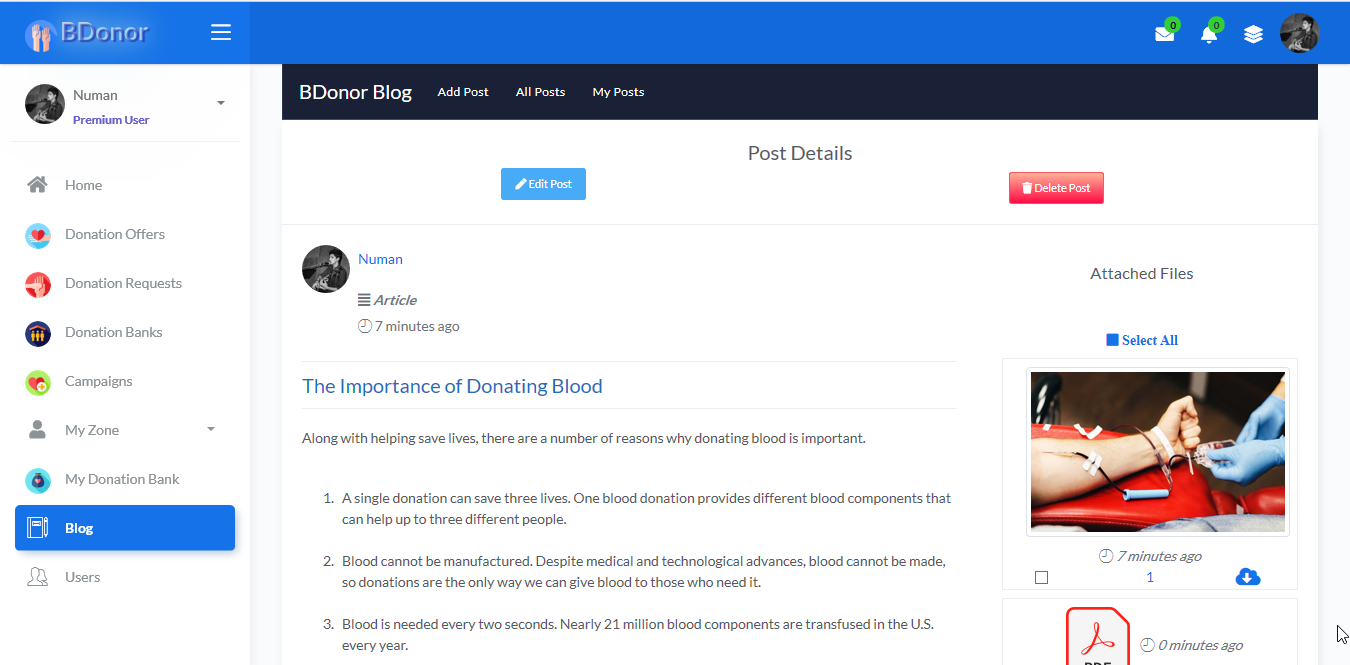 BDonor
0
0
Numan
Premium User
Home
Donation Offers
Donation Requests
Donation Banks
Campaigns
My Zone
My Donation Bank
Blog
Users
BDonor Blog
Add Post
All Posts
My Posts
Post Details
Edit Post
Delete Post
Numan
Article
7 minutes ago
The Importance of Donating Blood
Along with helping save lives, there are a number of reasons why donating blood is important.
1. A single donation can save three lives. One blood donation provides different blood components that
can help up to three different people.
2. Blood cannot be manufactured. Despite medical and technological advances, blood cannot be made,
so donations are the only way we can give blood to those who need it.
3. Blood is needed every two seconds. Nearly 21 million blood components are transfused in the U.S.
every year.
Attached Files
Select All
7 minutes ago
1
0 minutes ago
PDF